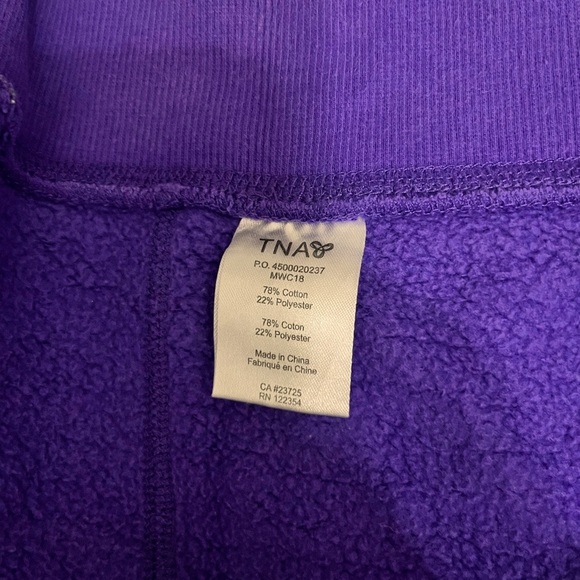 TNA
P.O. 4500020237
MWC18
78% Cotton
22% Polyester
78% Coton
22% Polyester
Made in China
Fabriqué en Chine
CA #23725
RN 122354